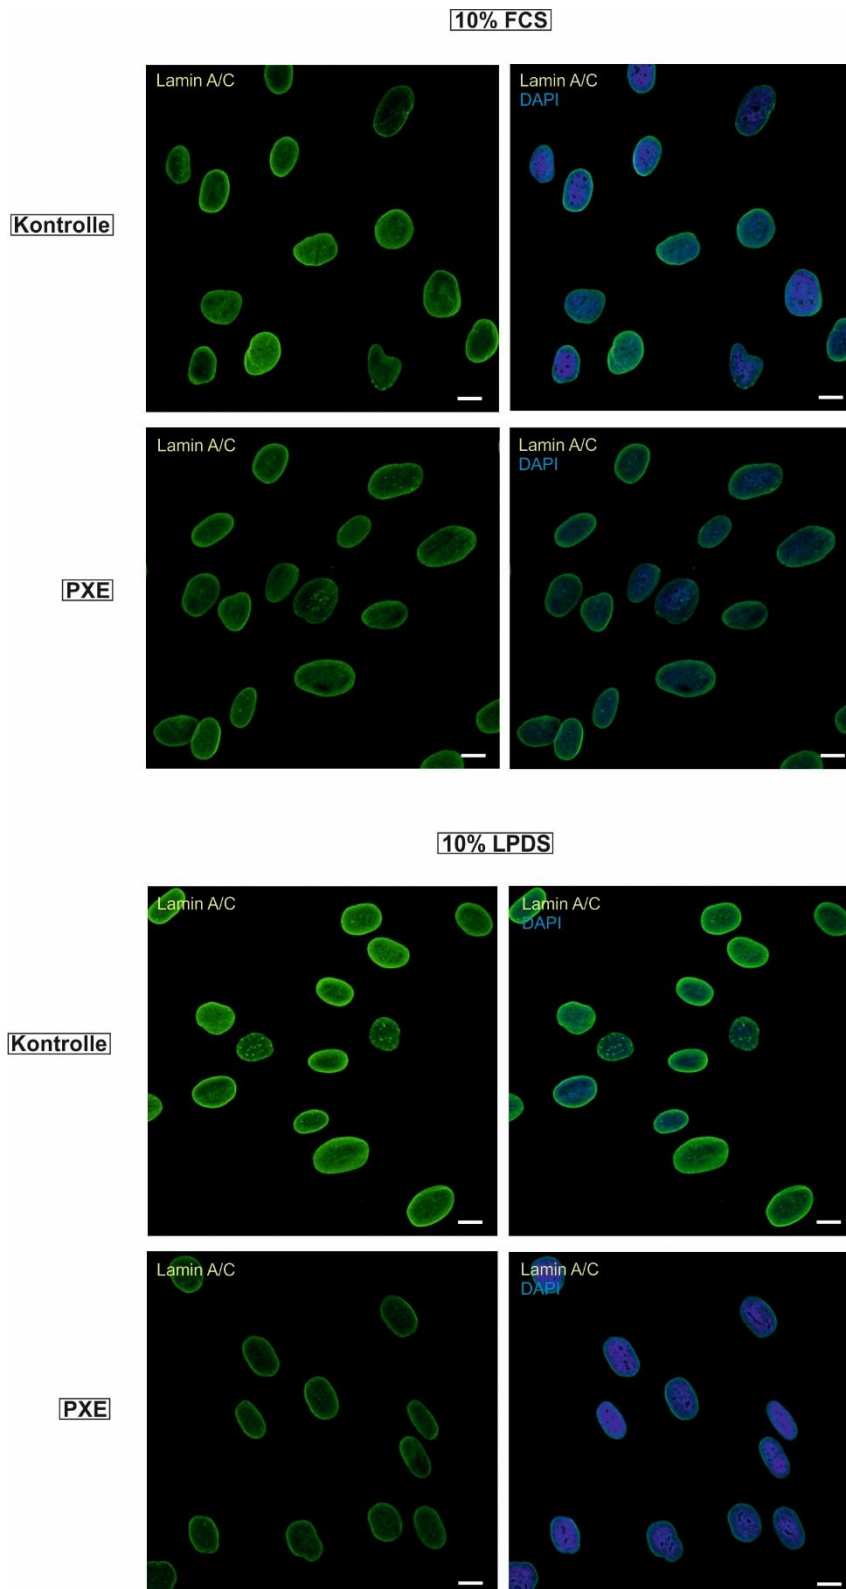 10% FCS
Lamin A/C
Lamin A/C
DAPI
Kontrolle
Lamin A/C
Lamin A/C
DAPI
PXE
10% LPDS
Lamin A/C
Lamin A/C
DAPI
Kontrolle
Lamin A/C
Lamin A/C
DAPI
PXE